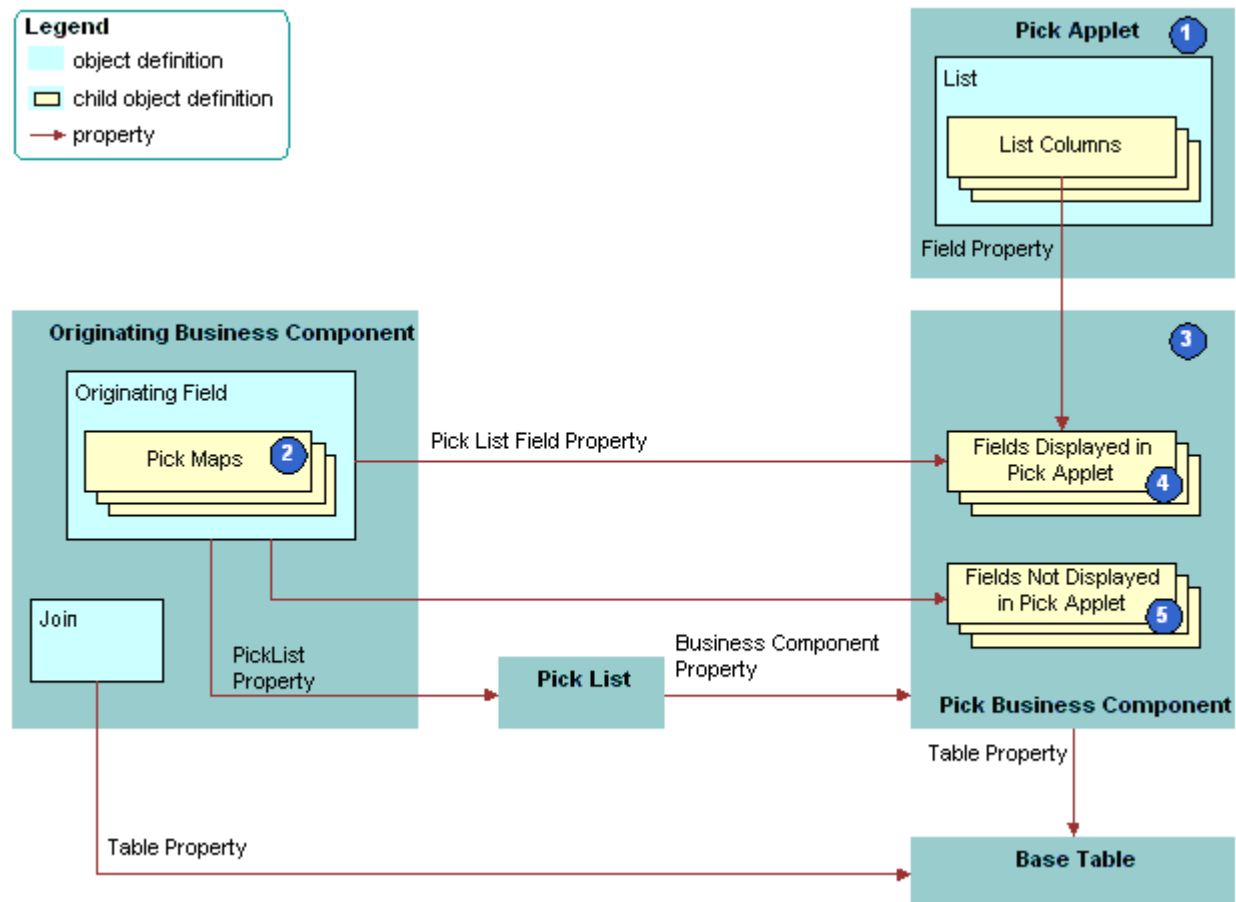 Legend
object definition
child object definition
property
Pick Applet
1
List
List Columns
Field Property
Originating Business Component
3
Originating Field
Pick Maps
2
Pick List Field Property
Fields Displayed in
Pick Applet
4
Fields Not Displayed
in Pick Applet
5
Join
PickList
Property
Pick List
Business Component
Property
Pick Business Component
Table Property
Table Property
Base Table